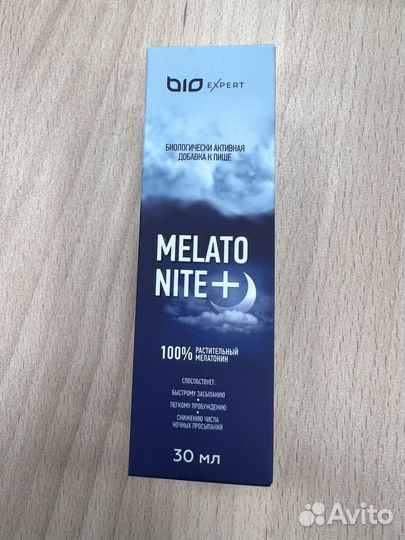 bio EXPERT
БИОЛОГИЧЕСКИ АКТИВНАЯ
ДОБАВКА К ПИЩЕ
MELATO
NITE+
100% РАСТИТЕЛЬНЫЙ
МЕЛАТОНИН
СПОСОБСТВУЕТ:
БЫСТРОМУ ЗАСЫПАНИЮ
ЛЕГКОМУ ПРОБУЖДЕНИЮ
СНИЖЕНИЮ ЧИСЛА
НОЧНЫХ ПРОСЫПАНИЙ
30 МЛ
Avito